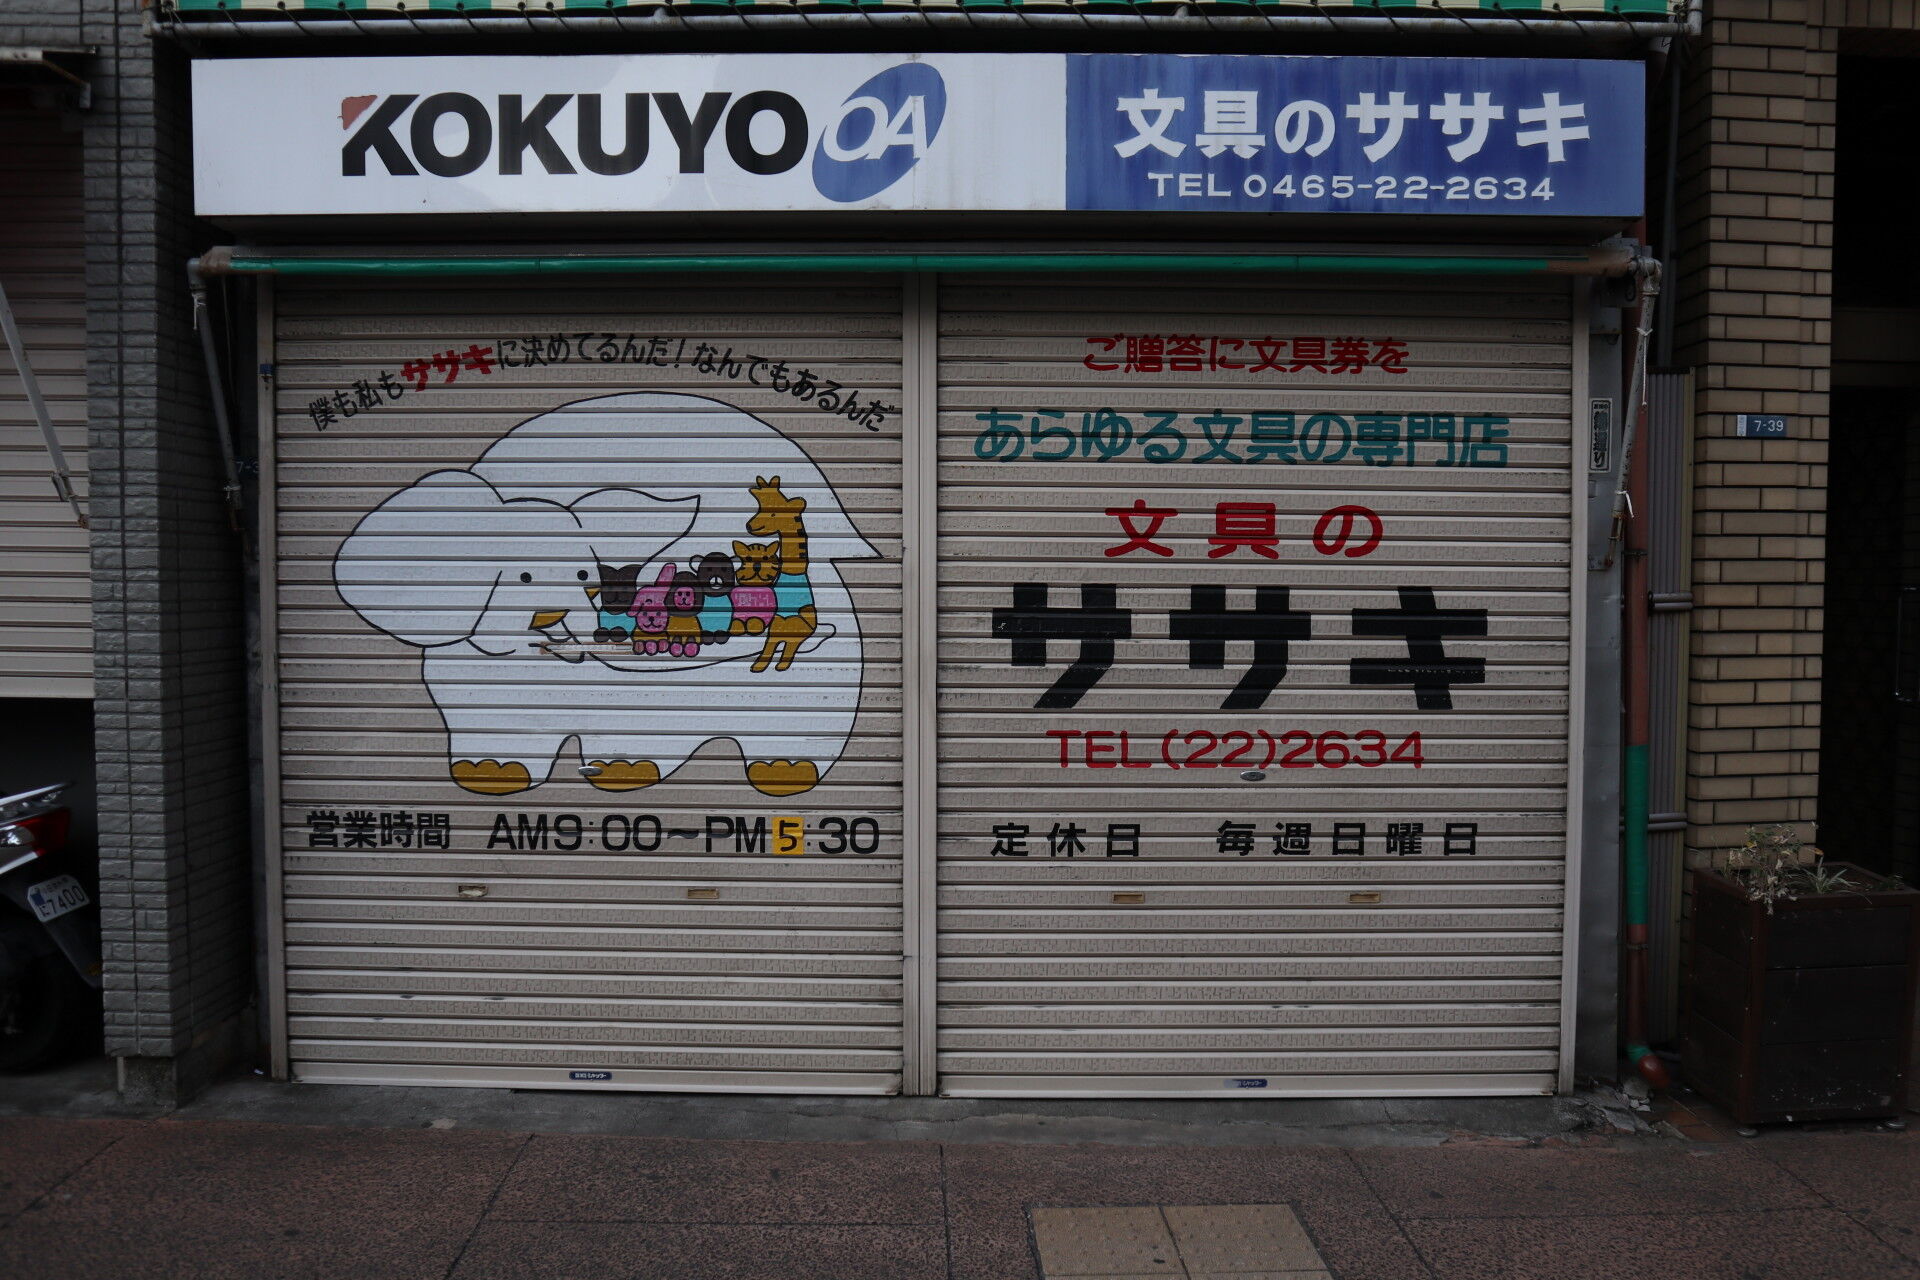 KOKUYO OA
文具のササキ
TEL 0465-22-2634
僕も私もササキに決めてるんだ!なんでもあるんだ
営業時間 AM9:00〜PM5:30
ご贈答に文具券を
あらゆる文具の専門店
文具の
ササキ
TEL(22)2634
定休日 毎週日曜日
7-39
7400